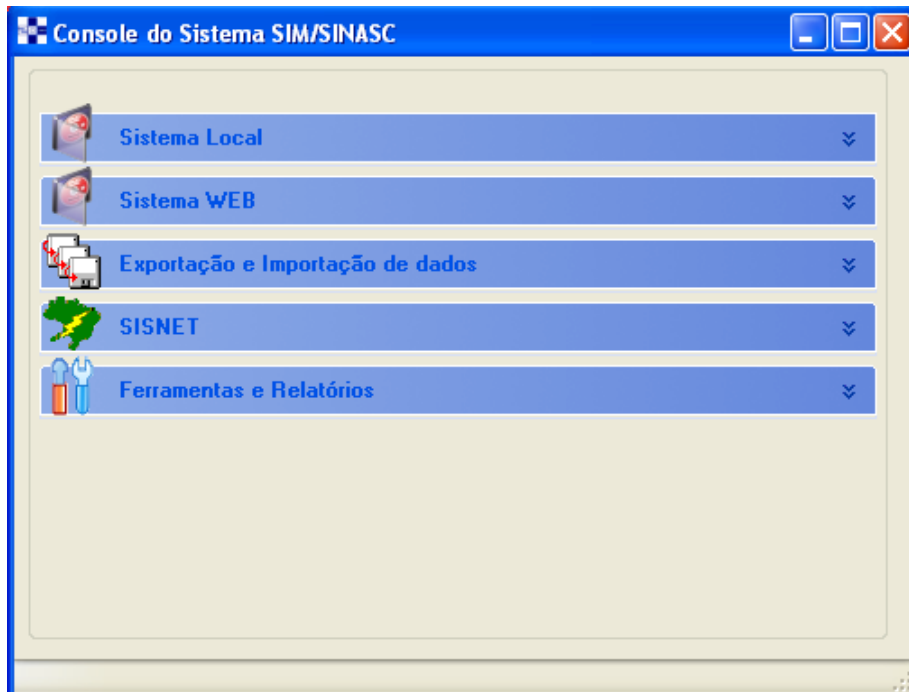 Console do Sistema SIM/SINASC
Sistema Local
Sistema WEB
Exportação e Importação de dados
SISNET
Ferramentas e Relatórios